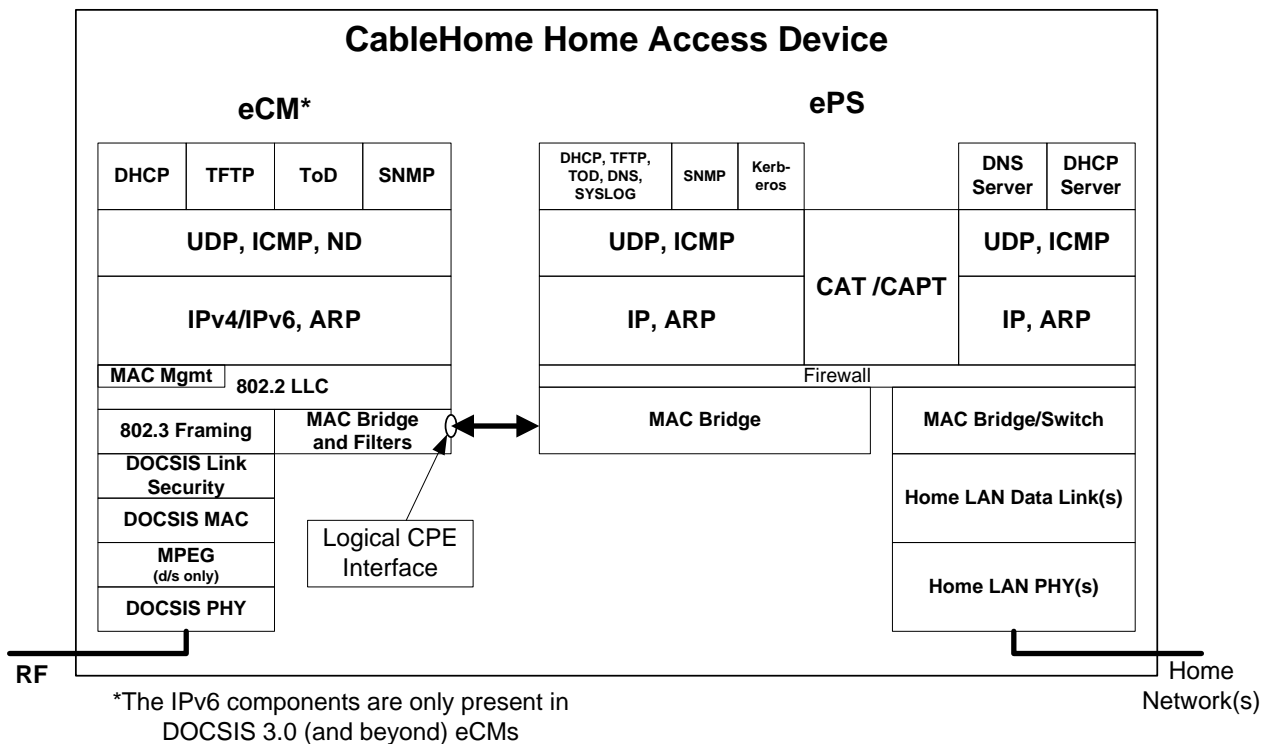 CableHome Home Access Device
eCM*
ePS
DHCP
TFTP
ToD
SNMP
DHCP, TFTP,
TOD, DNS,
SYSLOG
SNMP
Kerb-
eros
DNS
Server
DHCP
Server
UDP, ICMP, ND
UDP, ICMP
CAT /CAPT
UDP, ICMP
IPv4/IPv6, ARP
IP, ARP
IP, ARP
MAC Mgmt
802.2 LLC
Firewall
802.3 Framing
MAC Bridge
and Filters
MAC Bridge
MAC Bridge/Switch
DOCSIS Link
Security
DOCSIS MAC
MPEG
(d/s only)
DOCSIS PHY
Logical CPE
Interface
Home LAN Data Link(s)
Home LAN PHY(s)
RF
Home
Network(s)
*The IPv6 components are only present in
DOCSIS 3.0 (and beyond) eCMs